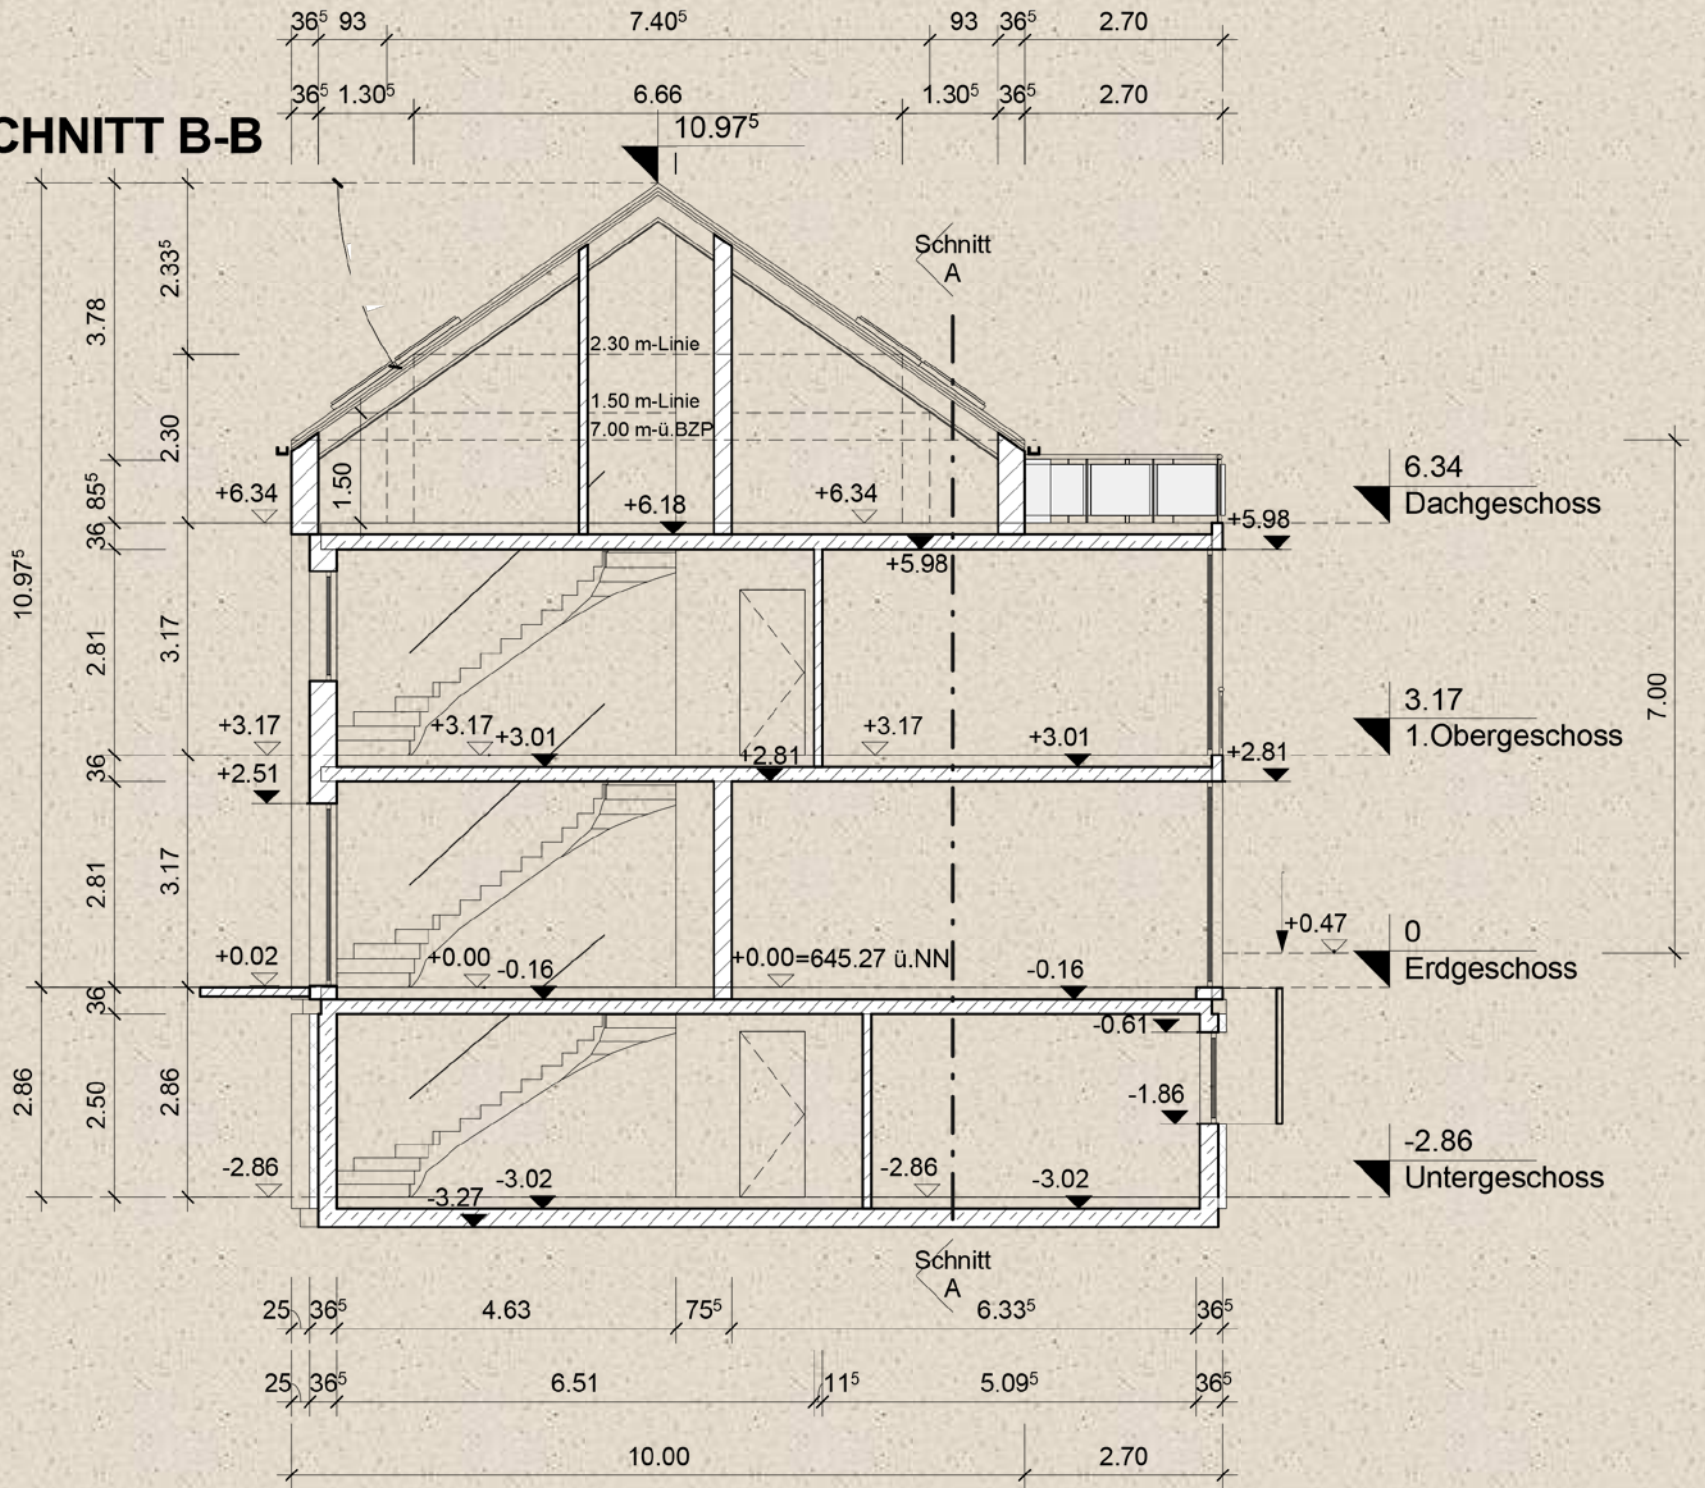 36⁵ 93 7.40⁵ 93 36⁵ 2.70
36⁵ 1.30⁵ 6.66 1.30⁵ 36⁵ 2.70
CHNITT B-B
10.97⁵
Schnitt
A
2.33⁵
3.78
2.30 m-Linie
1.50 m-Linie
7.00 m-ü.BZP
2.30
1.50
85⁵
+6.34
+6.18
+6.34
6.34
Dachgeschoss
+5.98
36
+5.98
10.97⁵
2.81
3.17
7.00
+3.17
+3.17
+3.01
+3.17
+3.01
3.17
1.Obergeschoss
36
+2.51
+2.81
+2.81
2.81
3.17
+0.47
0
Erdgeschoss
+0.02
+0.00
-0.16
+0.00=645.27 ü.NN
-0.16
36
-0.61
2.86
2.50
2.86
-1.86
-2.86
-3.27
-3.02
-2.86
-3.02
-2.86
Untergeschoss
Schnitt
A
25 36⁵ 4.63 75⁵ 6.33⁵ 36⁵
25 36⁵ 6.51 11⁵ 5.09⁵ 36⁵
10.00 2.70